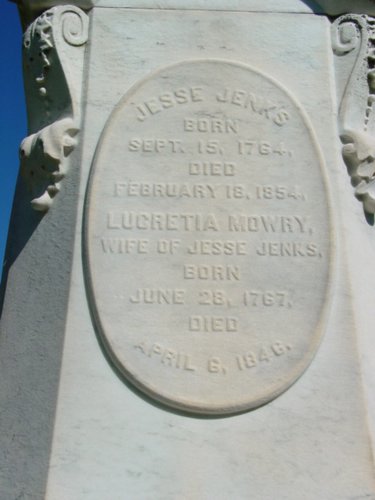 JESSE JENKS
BORN
SEPT. 15, 1764.
DIED
FEBRUARY 18, 1854.
LUCRETIA MOWRY,
WIFE OF JESSE JENKS,
BORN
JUNE 28, 1767,
DIED
APRIL 6, 1846.